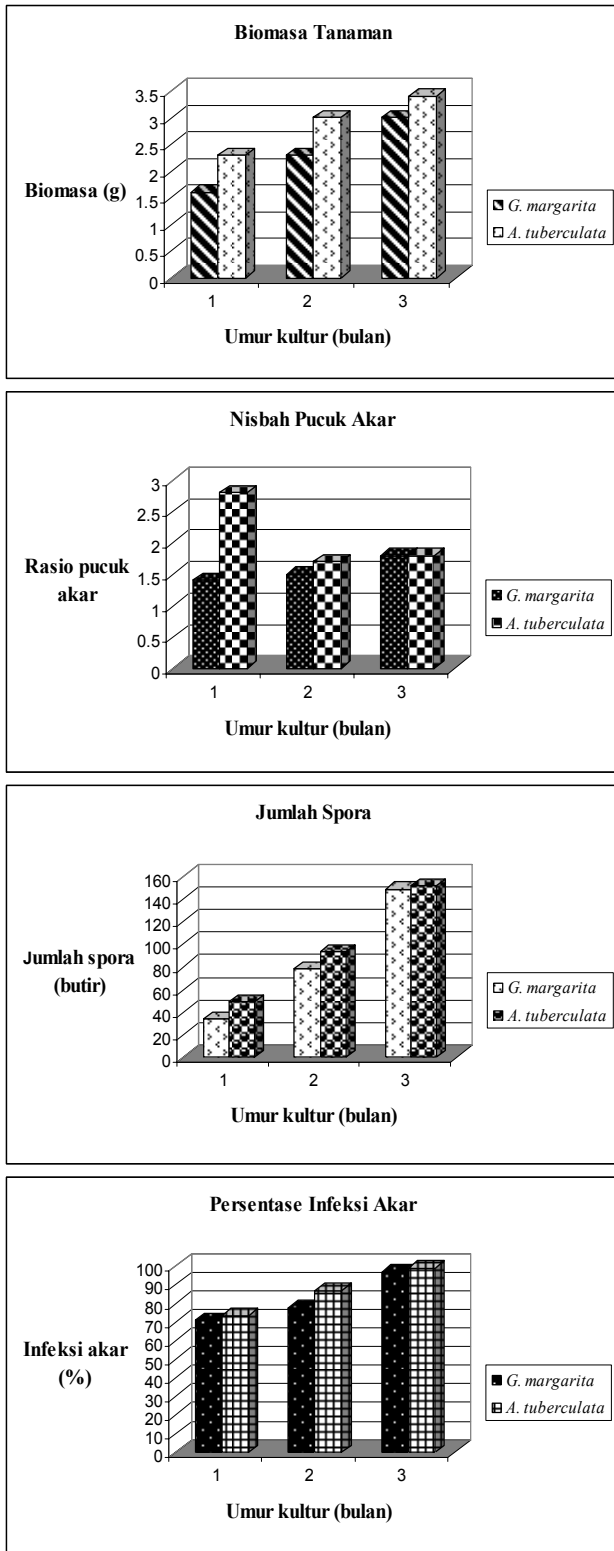 Biomasa Tanaman
3.5
3
2.5
2
1.5
1
0.5
0
Biomasa (g)
1 2 3
Umur kultur (bulan)
G. margarita
A. tuberculata
Nisbah Pucuk Akar
3
2.5
2
1.5
1
0.5
0
Rasio pucuk
akar
1 2 3
Umur kultur (bulan)
G. margarita
A. tuberculata
Jumlah Spora
160
140
120
100
80
60
40
20
0
Jumlah spora
(butir)
1 2 3
Umur kultur (bulan)
G. margarita
A. tuberculata
Persentase Infeksi Akar
100
90
80
70
60
50
40
30
20
10
0
Infeksi akar
(%)
1 2 3
Umur kultur (bulan)
G. margarita
A. tuberculata